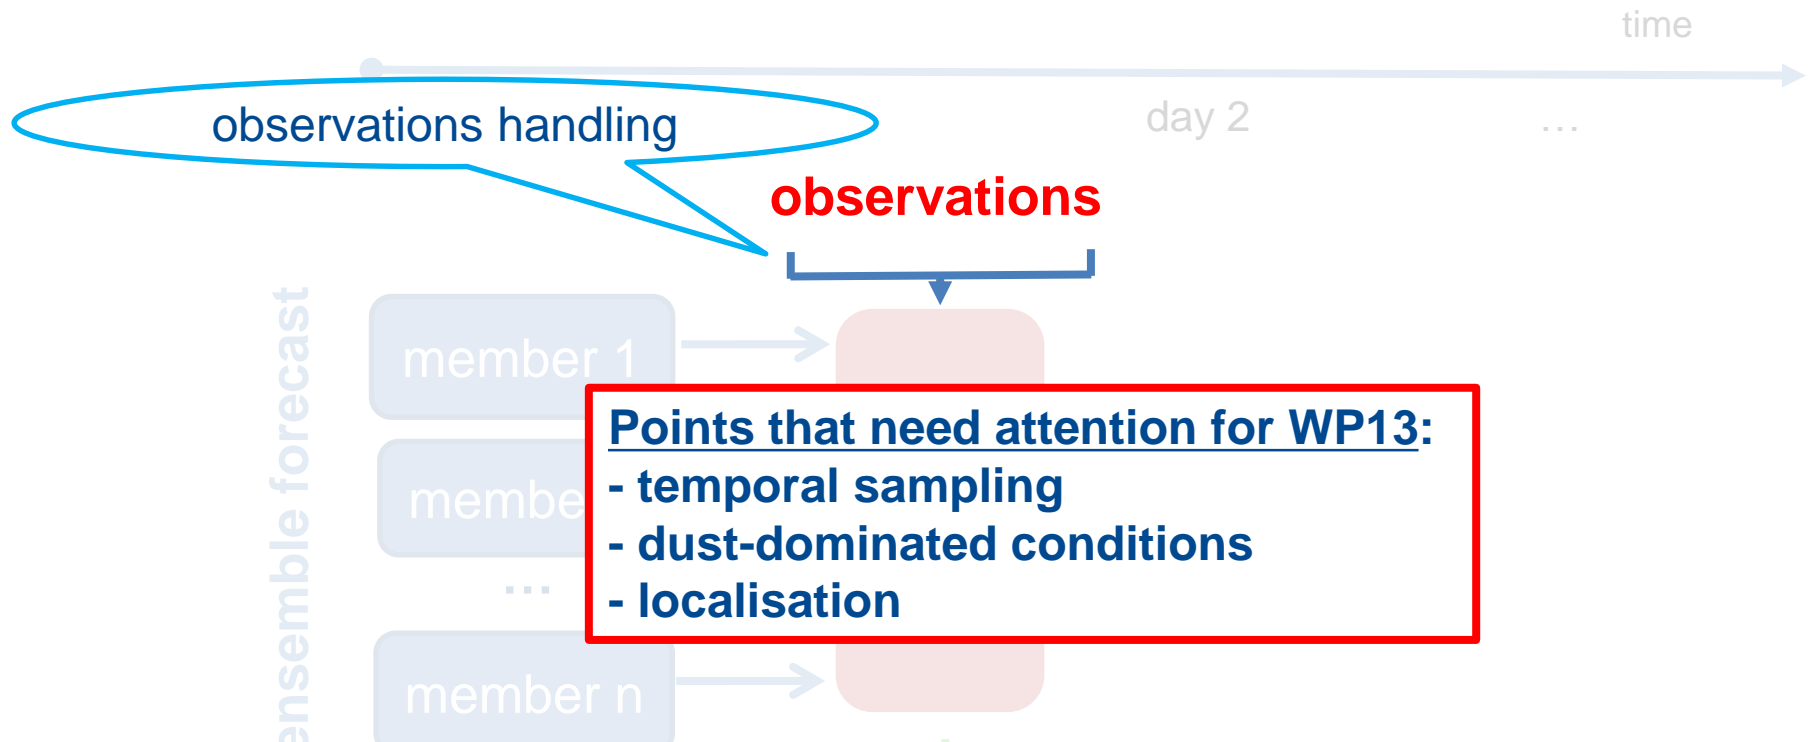 time
observations handling
day 2
...
observations
ensemble forecast
member 1
Points that need attention for WP13:
- temporal sampling
- dust-dominated conditions
- localisation
membe
...
member n